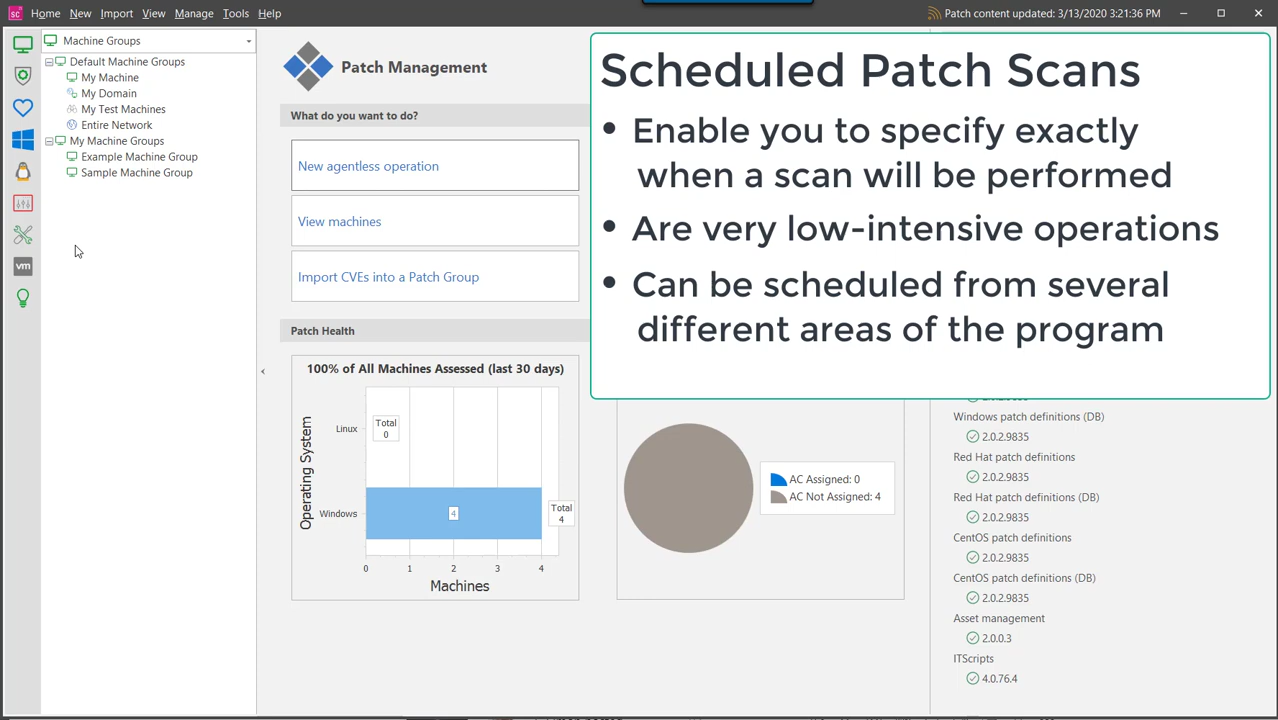 SC Home New Import View Manage Tools Help
Patch content updated: 3/13/2020 3:21:36 PM
Machine Groups
Default Machine Groups
My Machine
My Domain
My Test Machines
Entire Network
My Machine Groups
Example Machine Group
Sample Machine Group
vm
Patch Management
What do you want to do?
New agentless operation
View machines
Import CVEs into a Patch Group
Scheduled Patch Scans
• Enable you to specify exactly
when a scan will be performed
• Are very low-intensive operations
• Can be scheduled from several
different areas of the program
Patch Health
100% of All Machines Assessed (last 30 days)
Operating System
Linux
Total
0
Windows
4
Total
4
0 1 2 3 4
Machines
AC Assigned: 0
AC Not Assigned: 4
Windows patch definitions (DB)
2.0.2.9835
Red Hat patch definitions
2.0.2.9835
Red Hat patch definitions (DB)
2.0.2.9835
CentOS patch definitions
2.0.2.9835
CentOS patch definitions (DB)
2.0.2.9835
Asset management
2.0.0.3
ITScripts
4.0.76.4